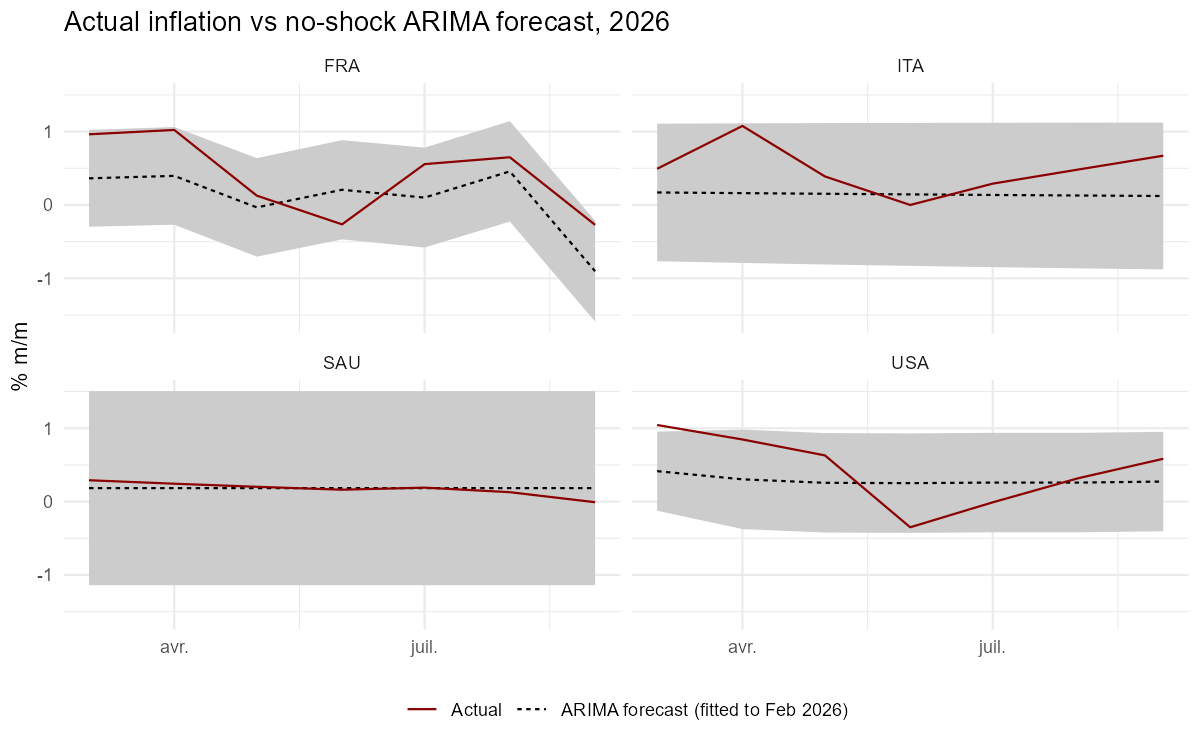 Actual inflation vs no-shock ARIMA forecast, 2026
FRA
ITA
1
0
-1
% m/m
SAU
USA
1
0
-1
avr.
juil.
avr.
juil.
Actual
ARIMA forecast (fitted to Feb 2026)